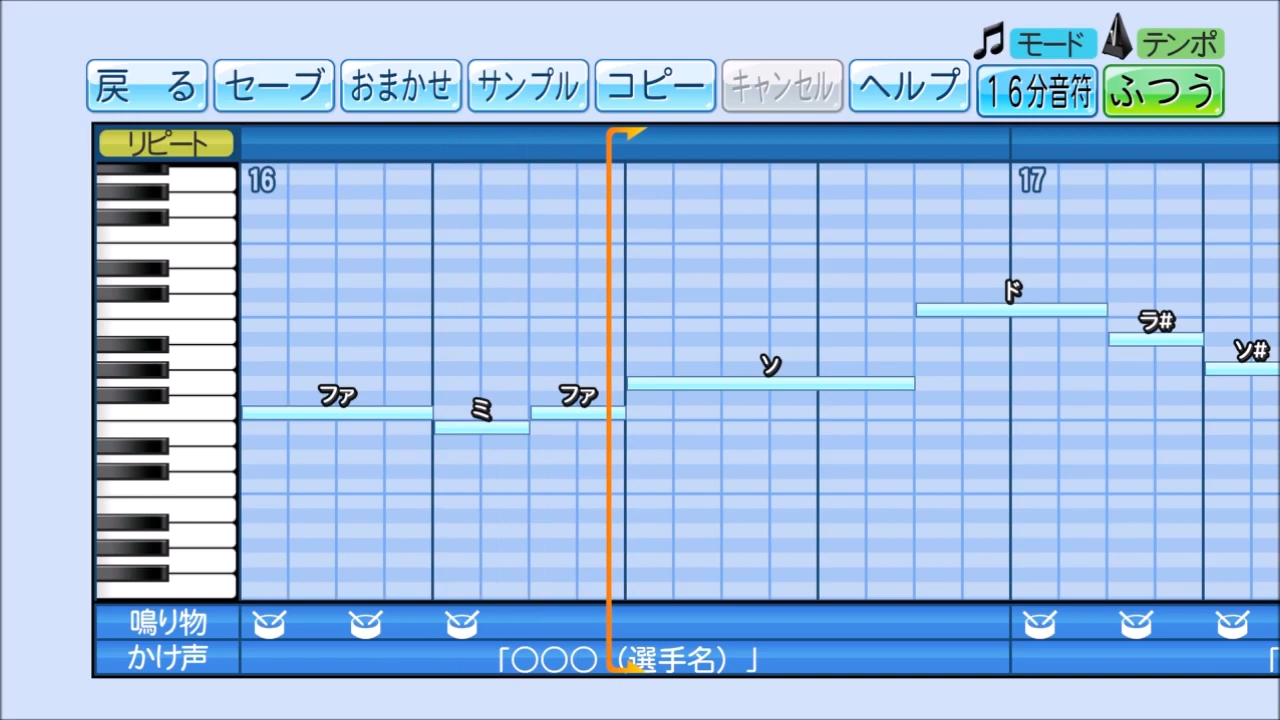 モード テンポ
戻る セーブ おまかせ サンプル コピー キャンセル ヘルプ 16分音符 ふつう
リピート
16 17
ド
ラ#
ソ#
ソ
ファ ファ
ミ
鳴り物
かけ声 「○○○（選手名）」 「